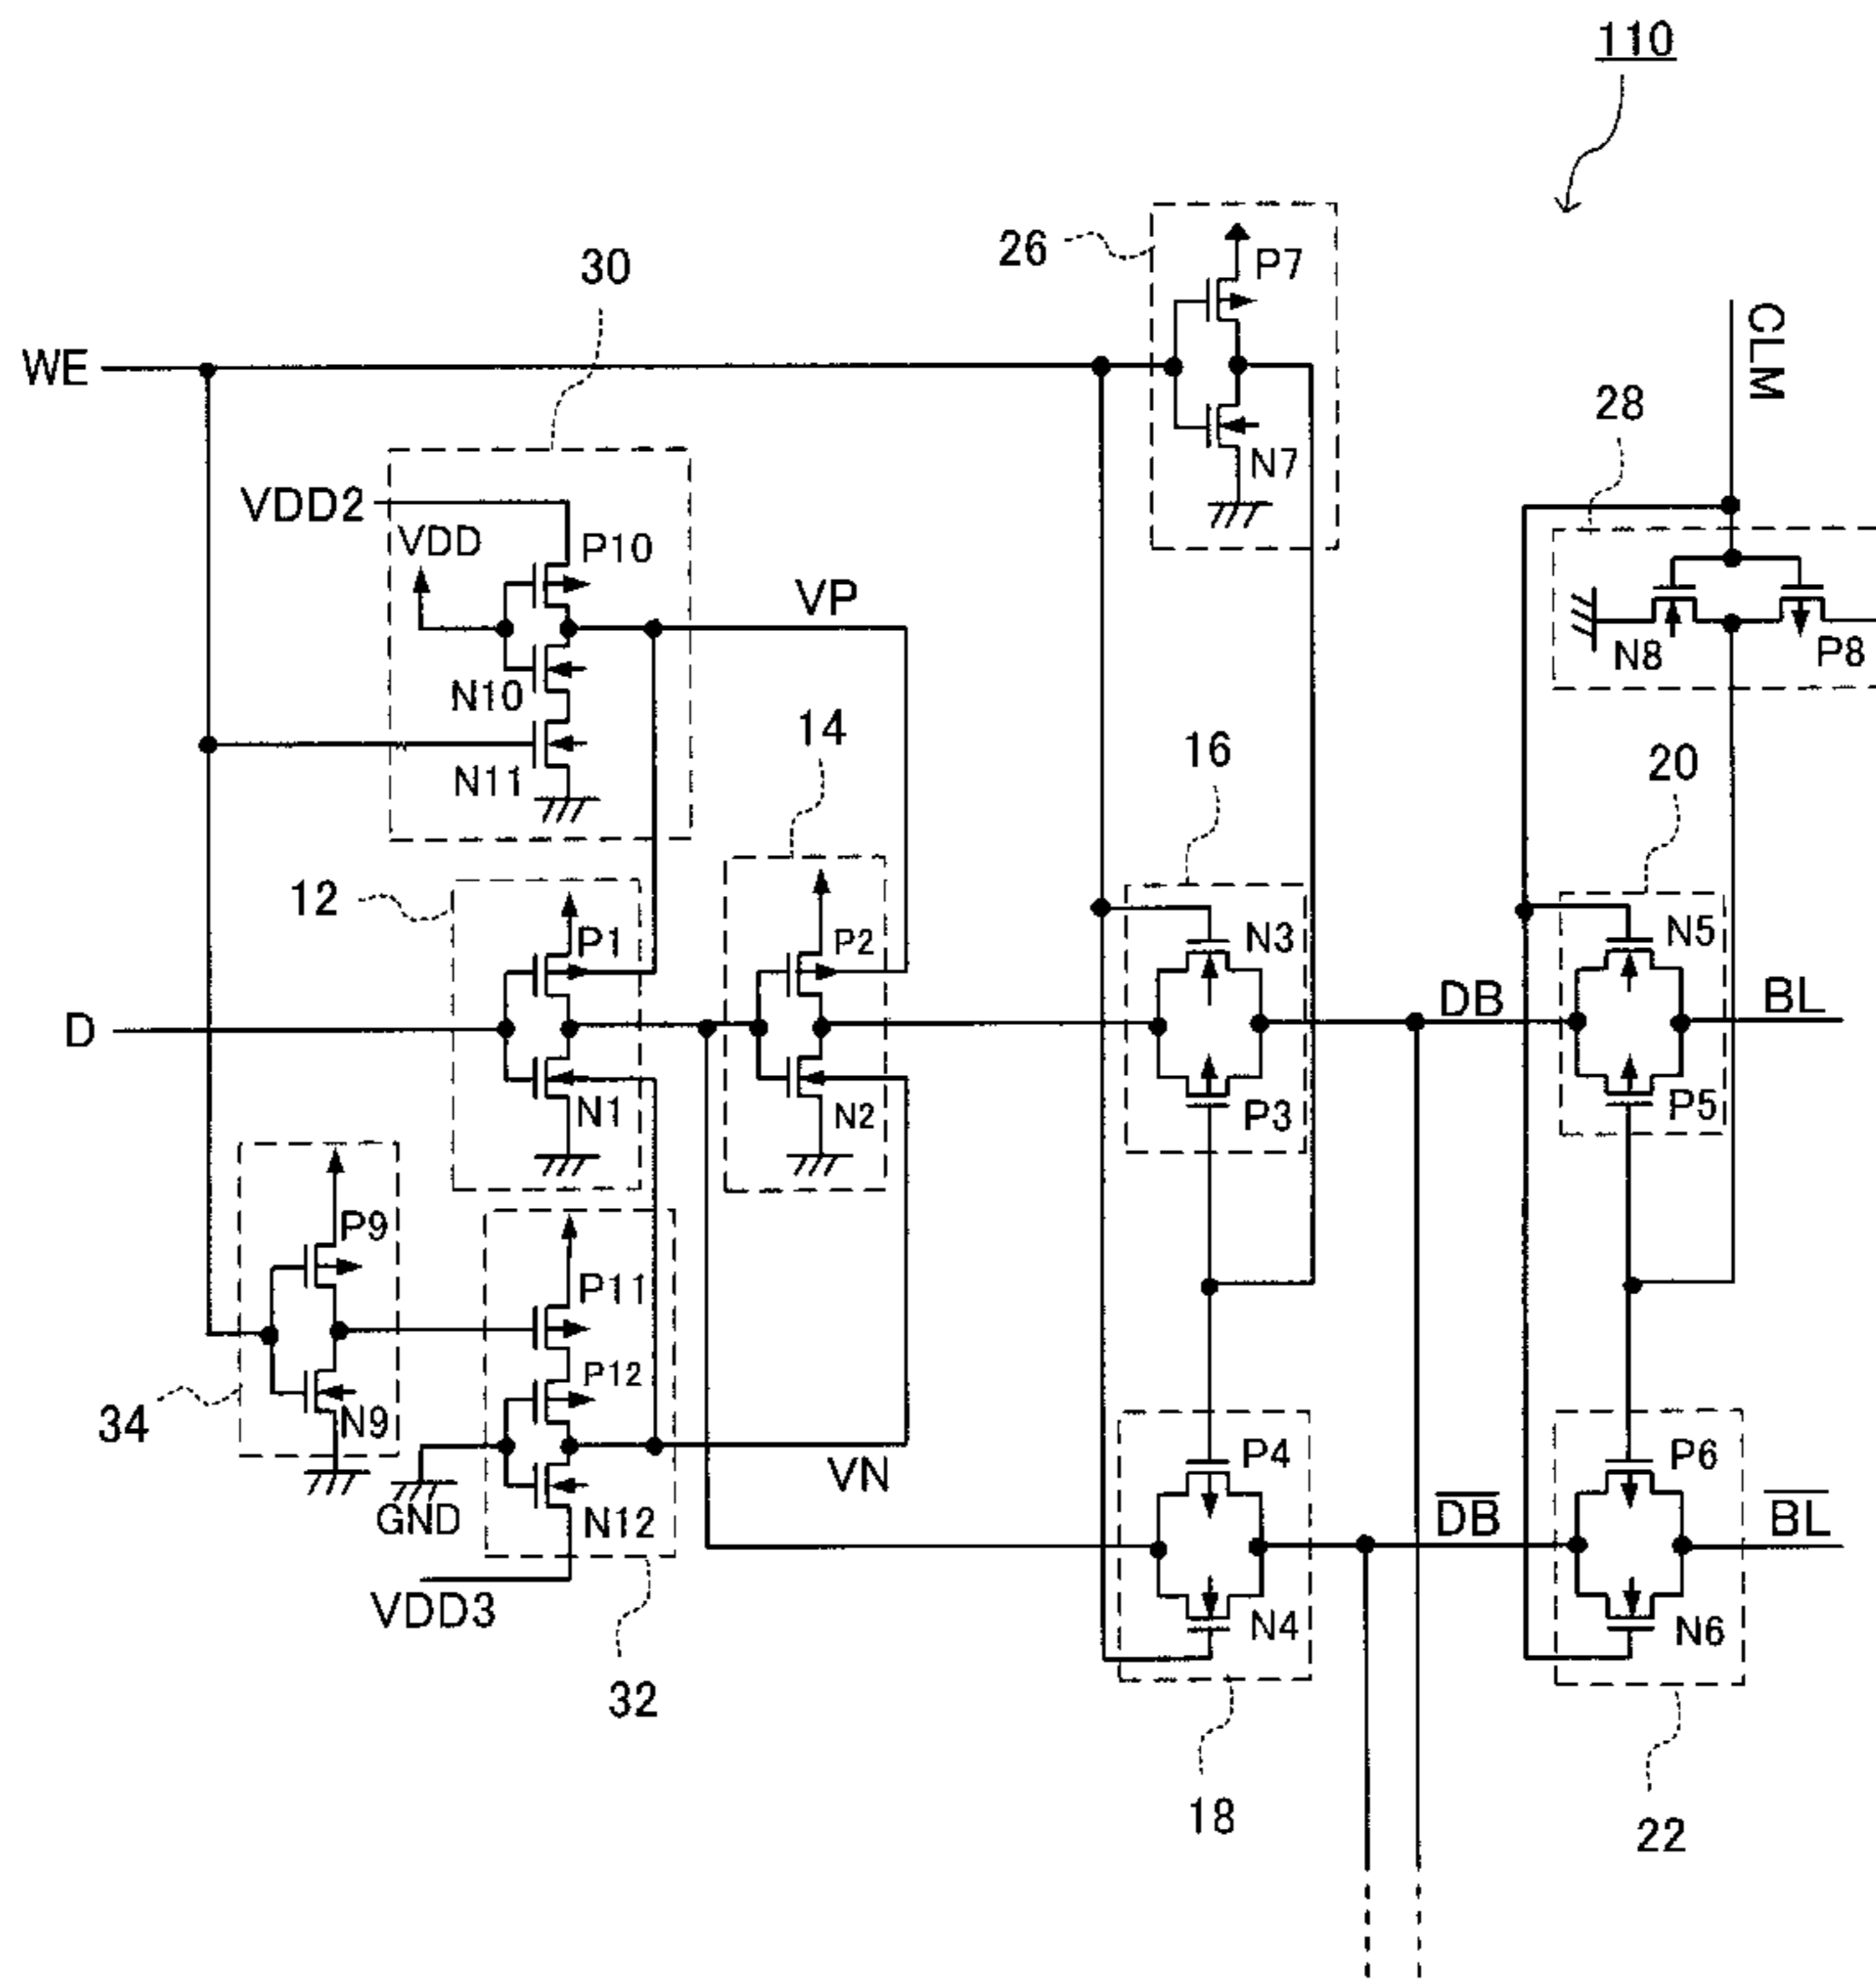 110
26
P7
30
CLM
WE
28
N7
VDD2
VDD
P10
VP
N8
P8
N10
14
16
20
N11
12
P1
P2
N3
N5
D
DB
BL
N1
N2
P3
P5
P9
P11
P12
34
N9
VN
P4
P6
GND
N12
DB
BL
VDD3
N4
N6
32
18
22